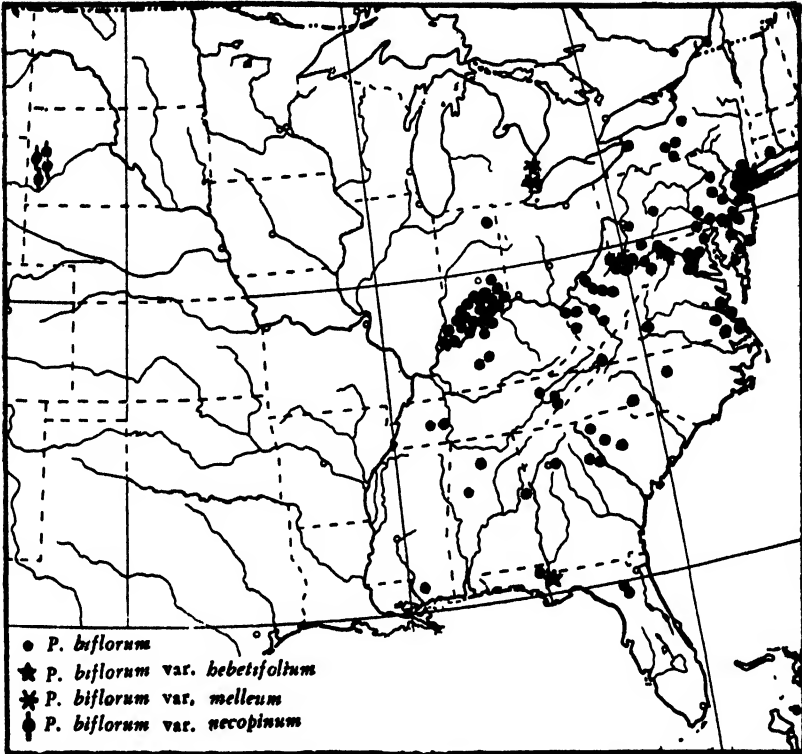 P. biflorum
P. biflorum var. hebetifolium
P. biflorum var. melleum
P. biflorum var. necopinum